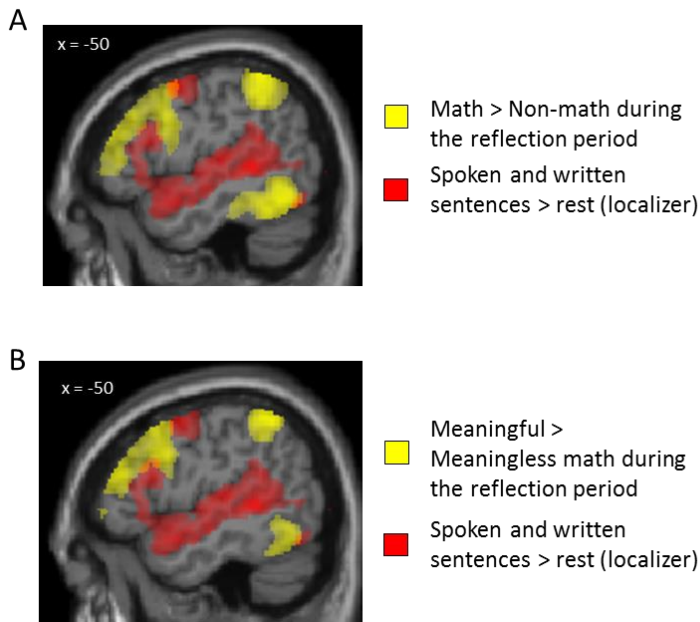 A
x = -50
Math > Non-math during
the reflection period
Spoken and written
sentences > rest (localizer)
B
x = -50
Meaningful >
Meaningless math during
the reflection period
Spoken and written
sentences > rest (localizer)